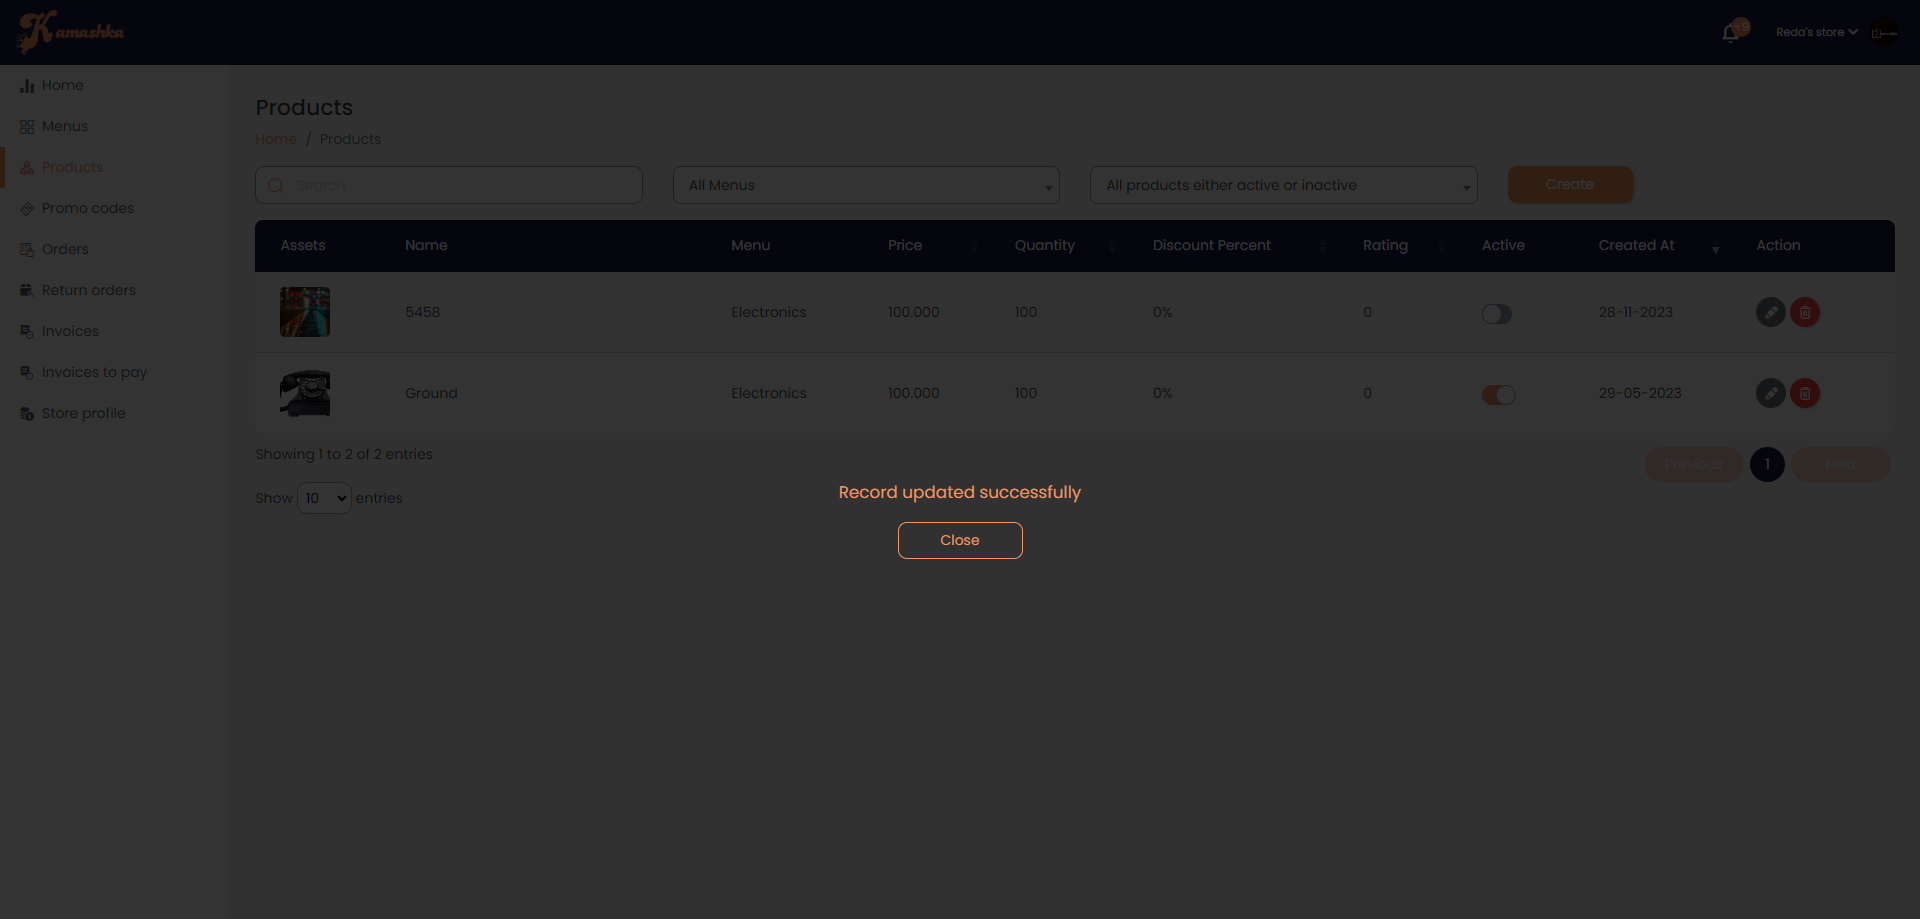 Kamashka
+9
Reda's store
Home
Menus
Products
Promo codes
Orders
Return orders
Invoices
Invoices to pay
Store profile
Products
Home / Products
Search
All Menus
All products either active or inactive
Create
Assets Name Menu Price Quantity Discount Percent Rating Active Created At Action
5458 Electronics 100.000 100 0% 0 28-11-2023
Ground Electronics 100.000 100 0% 0 29-05-2023
Showing 1 to 2 of 2 entries
Previous 1 Next
Show 10 entries
Record updated successfully
Close